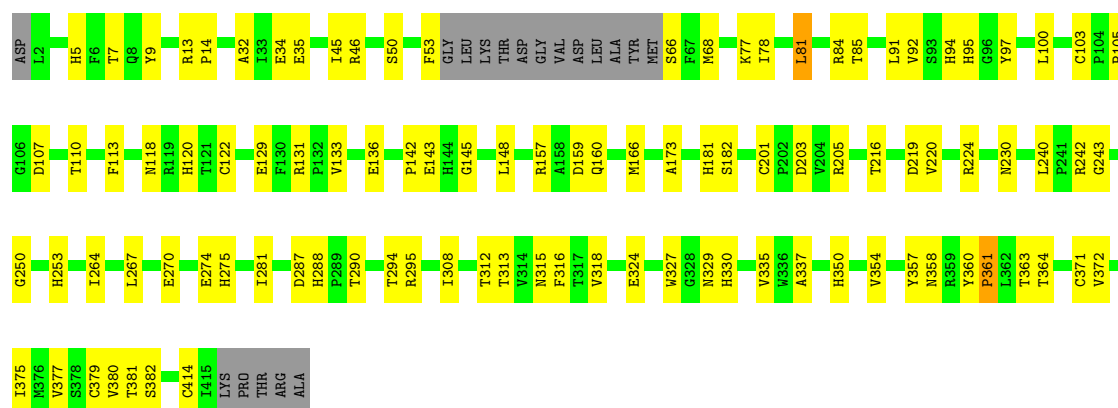 ASP L2 H5 F6 T7 Q8 Y9 R13 P14 A32 I33 E34 E35 I45 R46 S50 F53 GLY LEU LYS THR ASP GLY VAL ASP LEU ALA TYR MET S66 F67 M68 K77 I78 L81 R84 T85 L91 V92 S93 H94 H95 G96 Y97 L100 C103 P104 P105
G106 D107 T110 F113 N118 R119 H120 T121 C122 E129 F130 R131 P132 V133 E136 P142 E143 H144 G145 L148 R157 A158 D159 Q160 M166 A173 H181 S182 C201 P202 D203 V204 R205 T216 D219 V220 R224 N230 L240 P241 R242 G243
G250 H253 I264 L267 E270 E274 H275 I281 D287 H288 P289 T290 T294 R295 I308 T312 T313 V314 N315 F316 T317 V318 E324 W327 G328 N329 H330 V335 W336 A337 H350 V354 Y357 N358 R359 Y360 P361 L362 T363 T364 C371 V372
I375 M376 V377 S378 C379 V380 T381 S382 C414 I415 LYS PRO THR ARG ALA